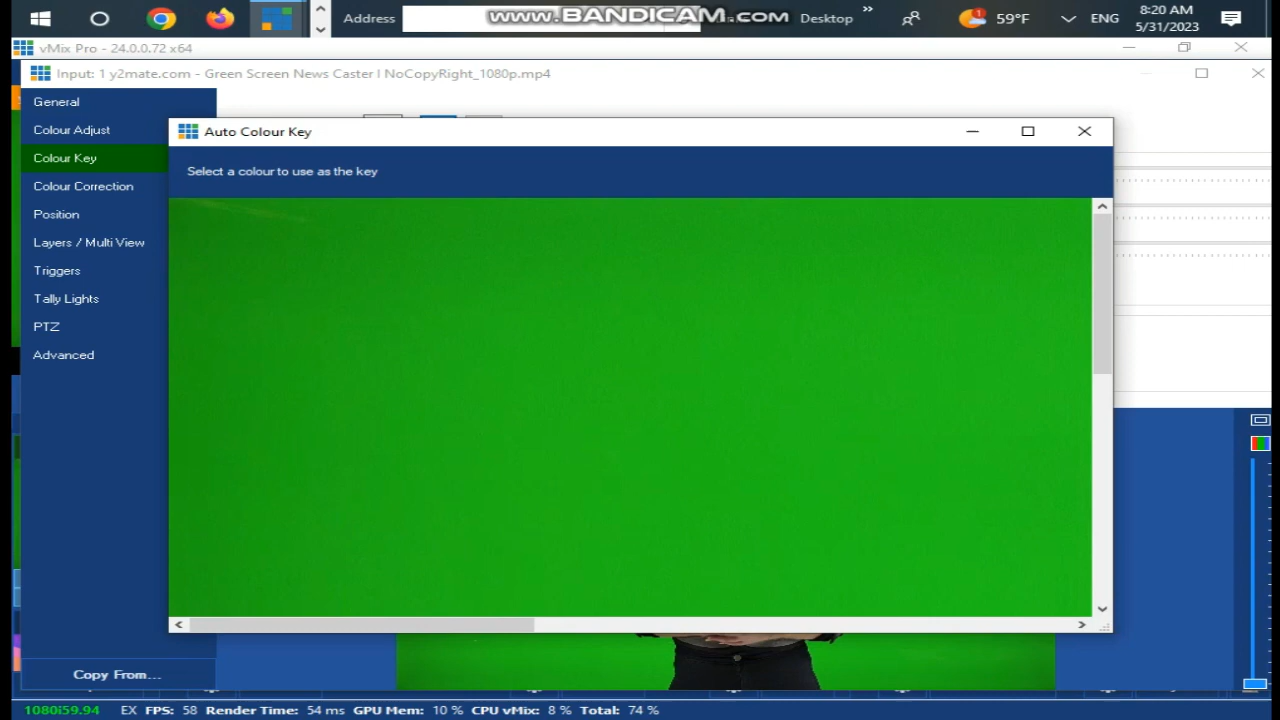 Address
www.BANDICAM.com
Desktop
»
59°F
ENG
8:20 AM
5/31/2023
vMix Pro - 24.0.0.72 x64
Input: 1 y2mate.com - Green Screen News Caster l NoCopyRight_1080p.mp4
General
Colour Adjust
Colour Key
Colour Correction
Position
Layers / Multi View
Triggers
Tally Lights
PTZ
Advanced
Auto Colour Key
Select a colour to use as the key
Copy From...
1080i59.94 EX FPS: 58 Render Time: 54 ms GPU Mem: 10 % CPU vMix: 8 % Total: 74 %